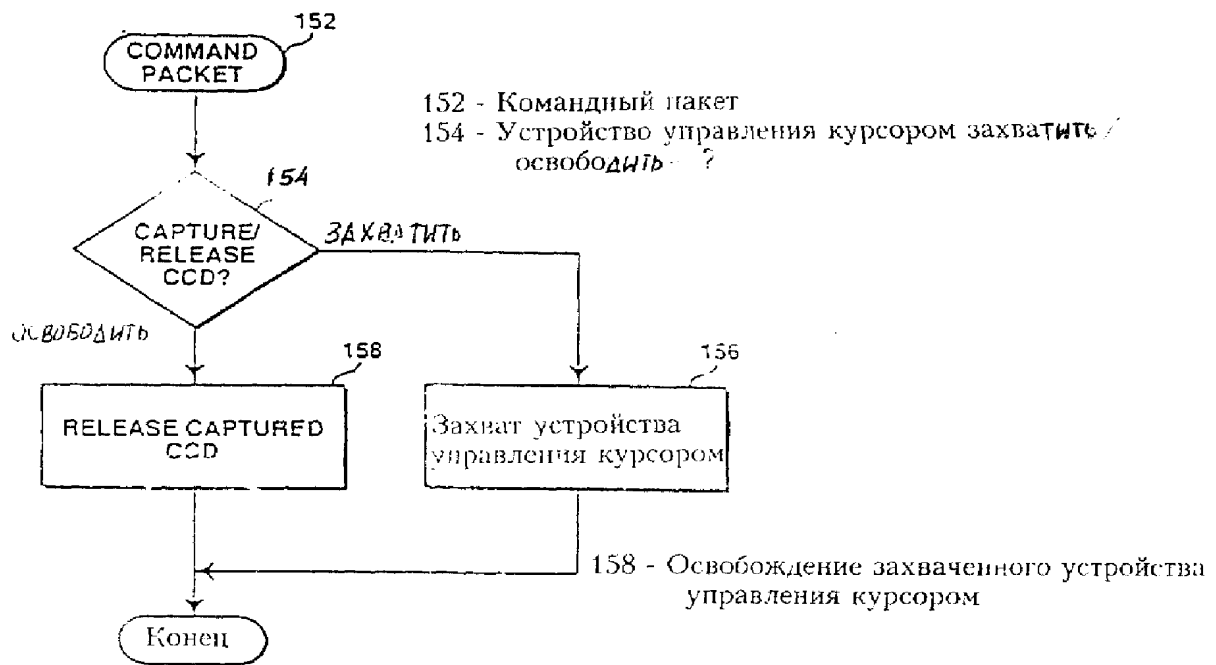 152
COMMAND
PACKET
152 - Командный пакет
154 - Устройство управления курсором захватить/
освободить - ?
154
CAPTURE/
RELEASE
CCD?
ЗАХВАТИТЬ
ОСВОБОДИТЬ
158
156
RELEASE CAPTURED
CCD
Захват устройства
управления курсором
158 - Освобождение захваченного устройства
управления курсором
Конец